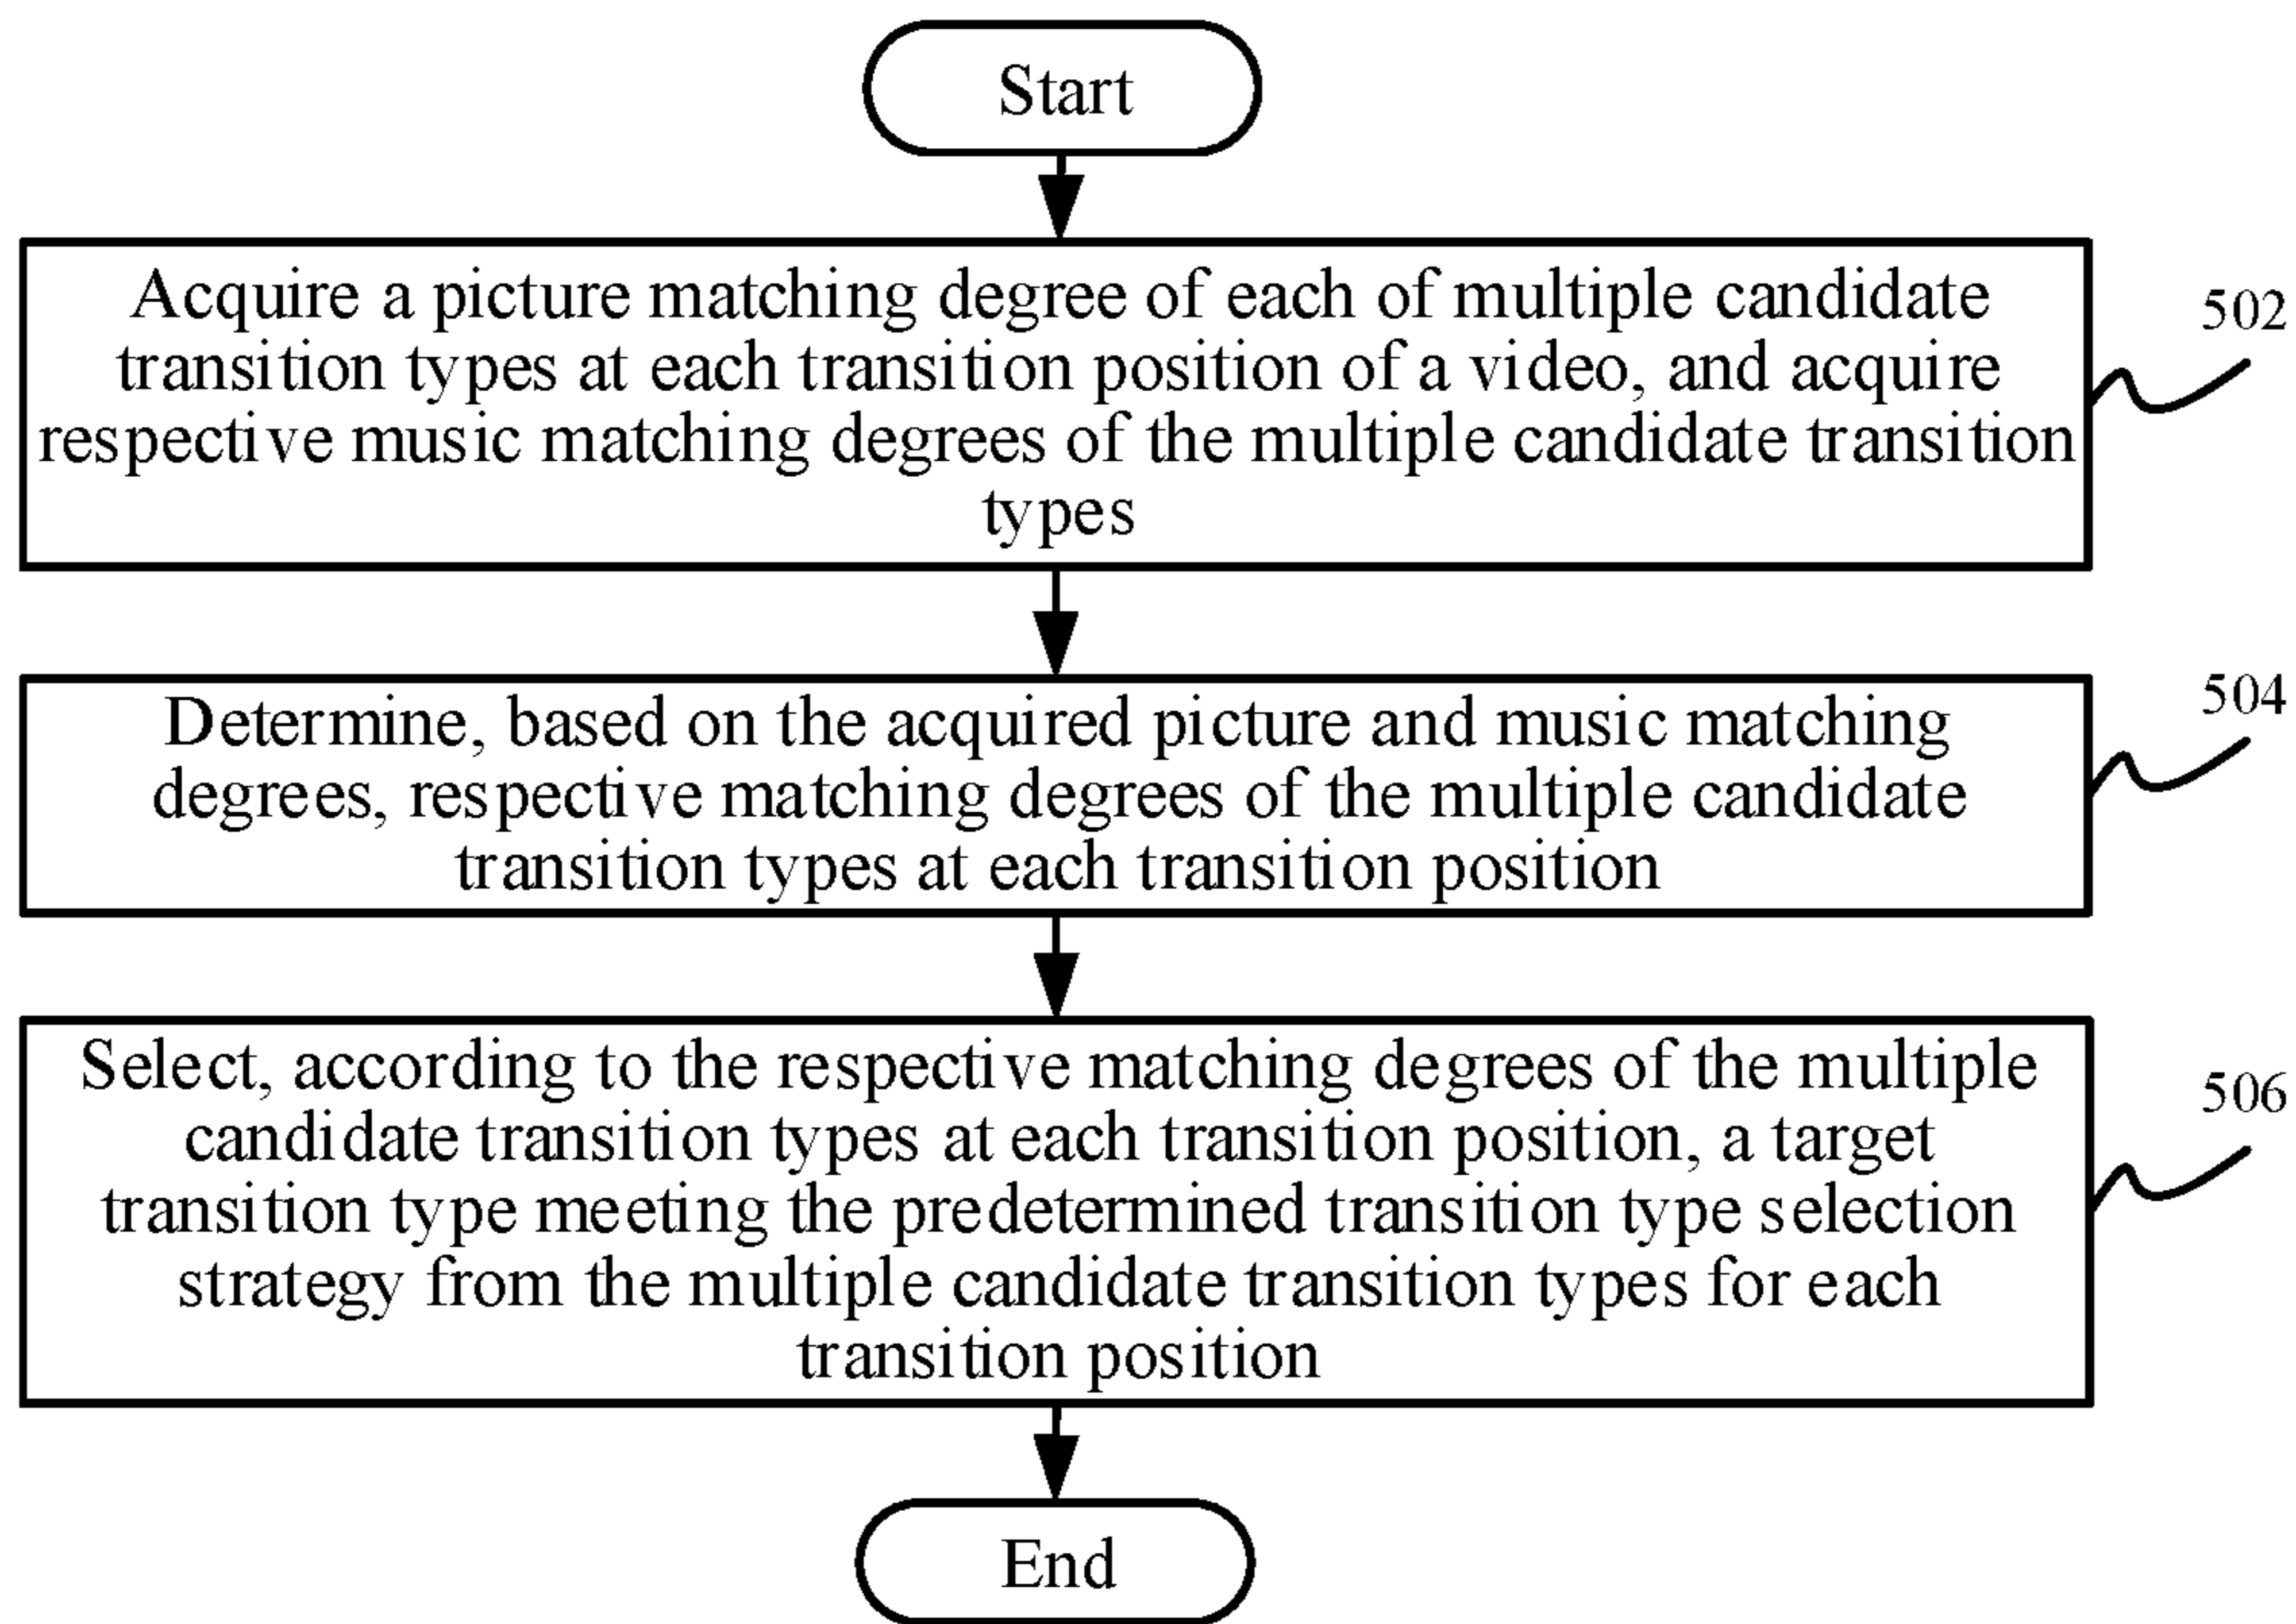 Start
Acquire a picture matching degree of each of multiple candidate
transition types at each transition position of a video, and acquire
respective music matching degrees of the multiple candidate transition
types
502
Determine, based on the acquired picture and music matching
degrees, respective matching degrees of the multiple candidate
transition types at each transition position
504
Select, according to the respective matching degrees of the multiple
candidate transition types at each transition position, a target
transition type meeting the predetermined transition type selection
strategy from the multiple candidate transition types for each
transition position
506
End